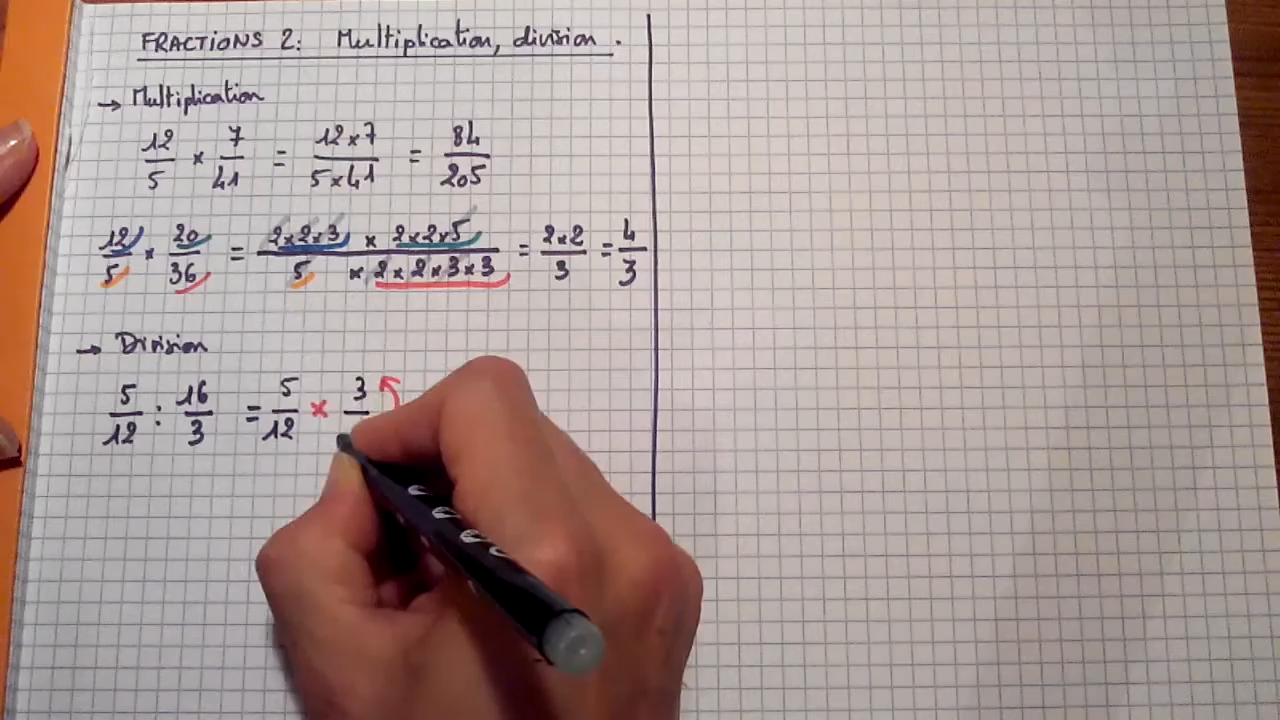 FRACTIONS 2: Multiplication, division.
→ Multiplication
12/5 × 7/41 = 12×7/5×41 = 84/205
12/5 × 20/36 = 2×2×3 × 2×2×5/5 × 2×2×3×3 = 2×2/3 = 4/3
→ Division
5/12 : 16/3 = 5/12 × 3/